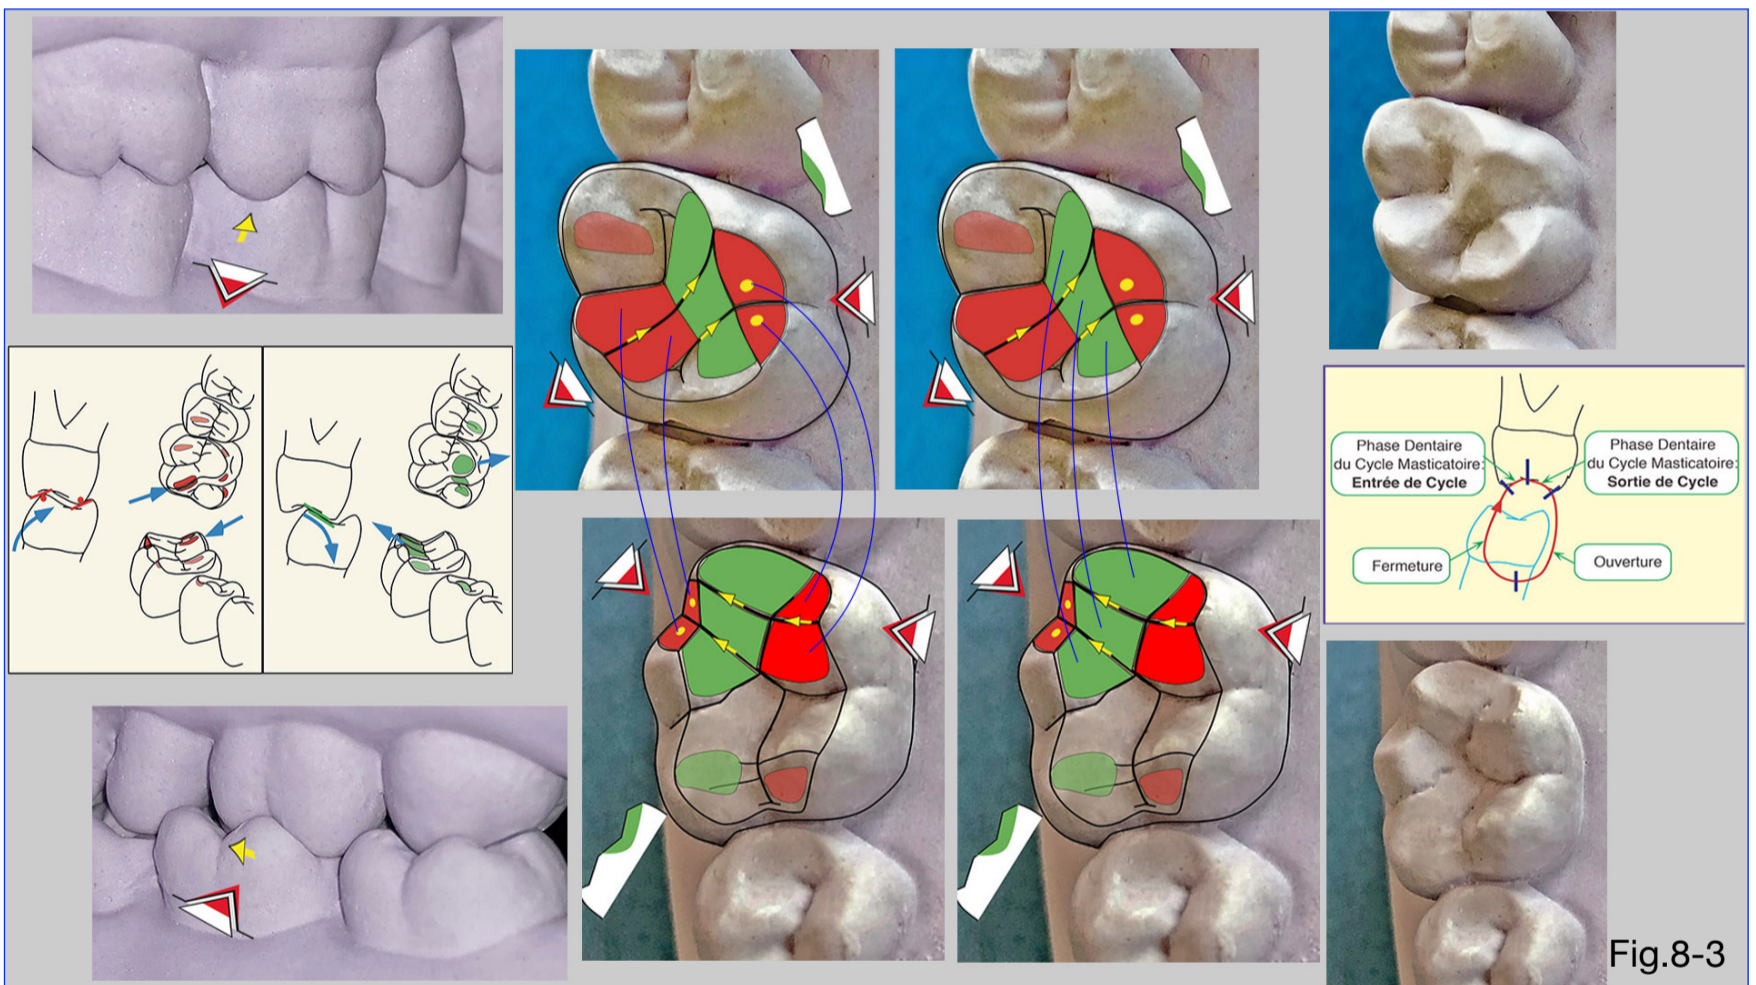 Phase Dentaire
du Cycle Masticatoire:
Entrée de Cycle
Phase Dentaire
du Cycle Masticatoire:
Sortie de Cycle
Fermeture
Ouverture
Fig.8-3